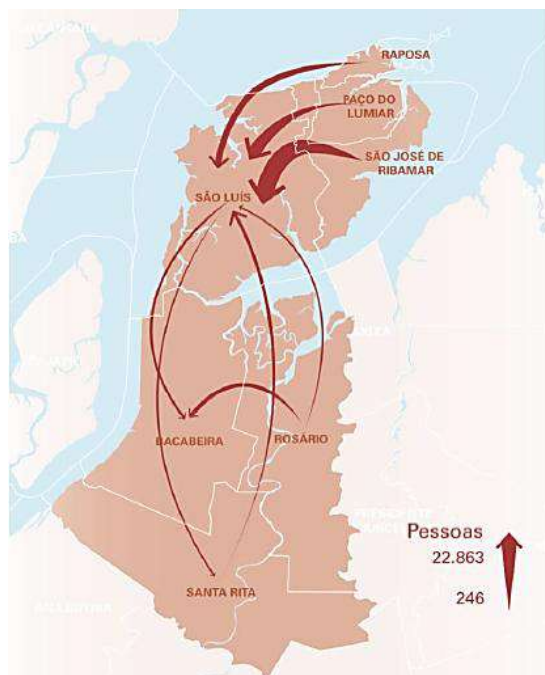 RAPOSA
PAÇO DO
LUMIAR
SÃO JOSÉ DE
RIBAMAR
SÃO LUÍS
BACABEIRA
ROSÁRIO
Pessoas
22.863
246
SANTA RITA